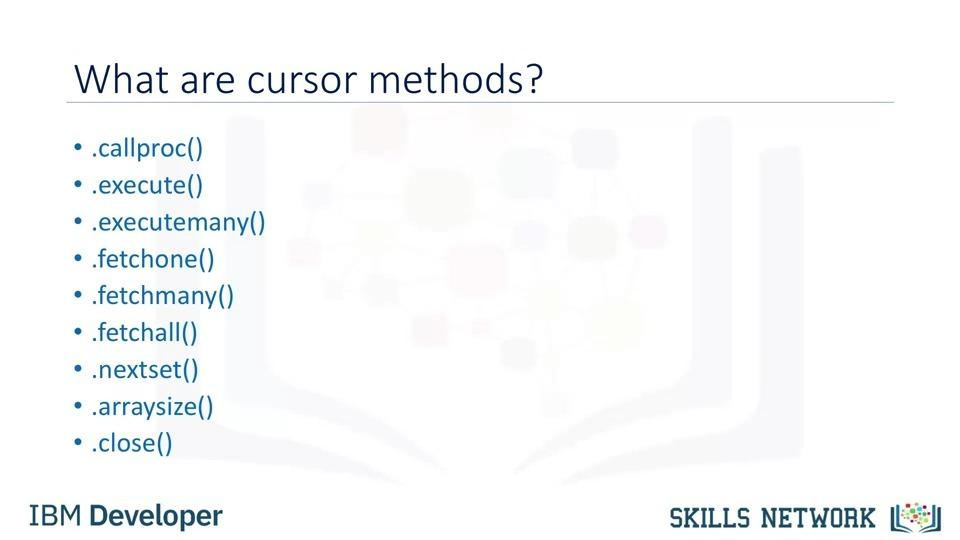 What are cursor methods?
• .callproc()
• .execute()
• .executemany()
• .fetchone()
• .fetchmany()
• .fetchall()
• .nextset()
• .arraysize()
• .close()
IBM Developer
SKILLS NETWORK